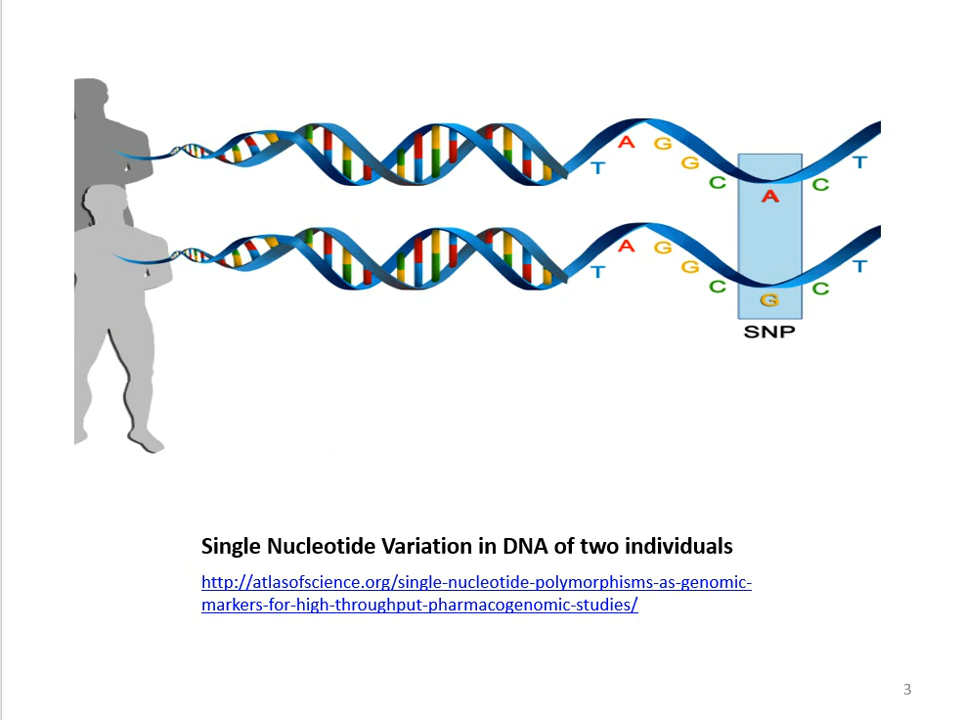 T A G G C A C T
T A G G C G C T
SNP
Single Nucleotide Variation in DNA of two individuals
http://atlasofscience.org/single-nucleotide-polymorphisms-as-genomic-
markers-for-high-throughput-pharmacogenomic-studies/
3